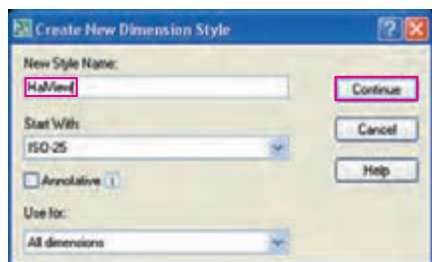 Create New Dimension Style
New Style Name:
HalView
Continue
Start With:
Cancel
ISO-25
Help
Annotative
Use for:
All dimensions